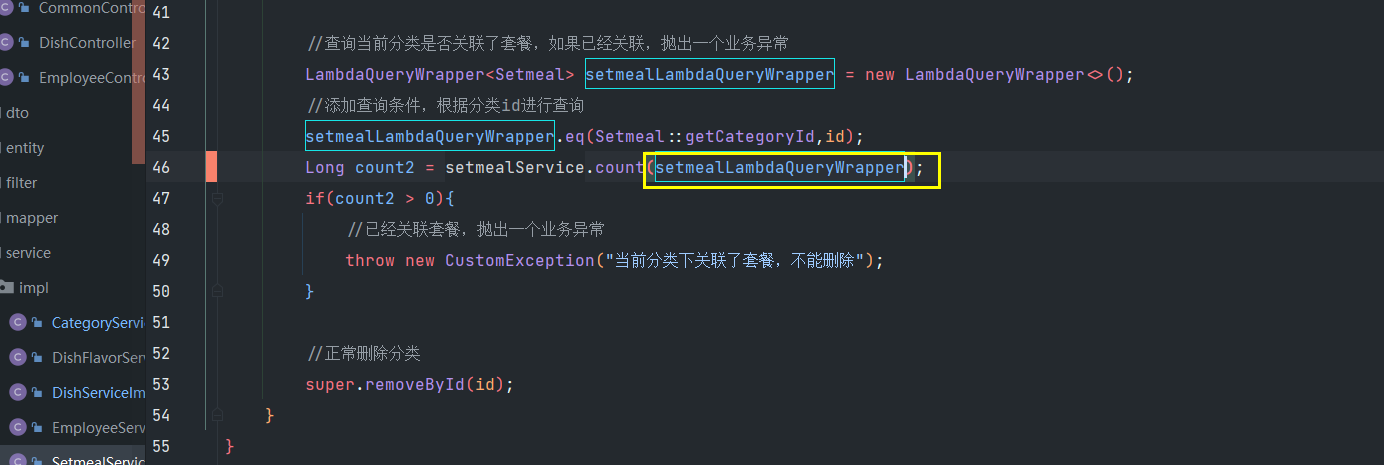 CommonContro
DishController
EmployeeContro
dto
entity
filter
mapper
service
impl
CategoryServi
DishFlavorServ
DishServiceIm
EmployeeServ
SetmealServic
41
42 //查询当前分类是否关联了套餐，如果已经关联，抛出一个业务异常
43 LambdaQueryWrapper<Setmeal> setmealLambdaQueryWrapper = new LambdaQueryWrapper<>();
44 //添加查询条件，根据分类id进行查询
45 setmealLambdaQueryWrapper.eq(Setmeal::getCategoryId,id);
46 Long count2 = setmealService.count(setmealLambdaQueryWrapper);
47 if(count2 > 0){
48 //已经关联套餐，抛出一个业务异常
49 throw new CustomException("当前分类下关联了套餐，不能删除");
50 }
51
52 //正常删除分类
53 super.removeById(id);
54 }
55 }